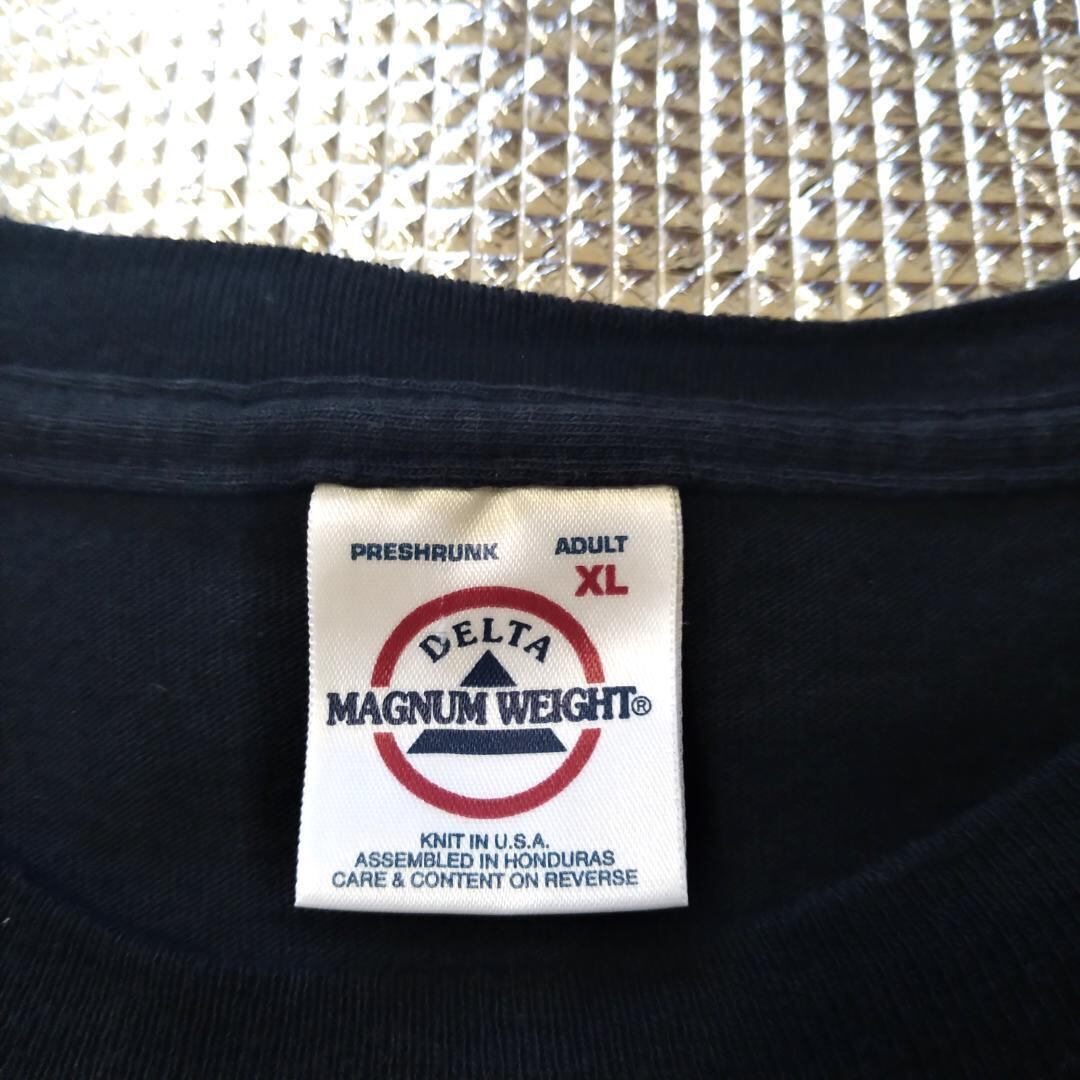 PRESHRUNK ADULT
XL
DELTA
MAGNUM WEIGHT®
KNIT IN U.S.A.
ASSEMBLED IN HONDURAS
CARE & CONTENT ON REVERSE